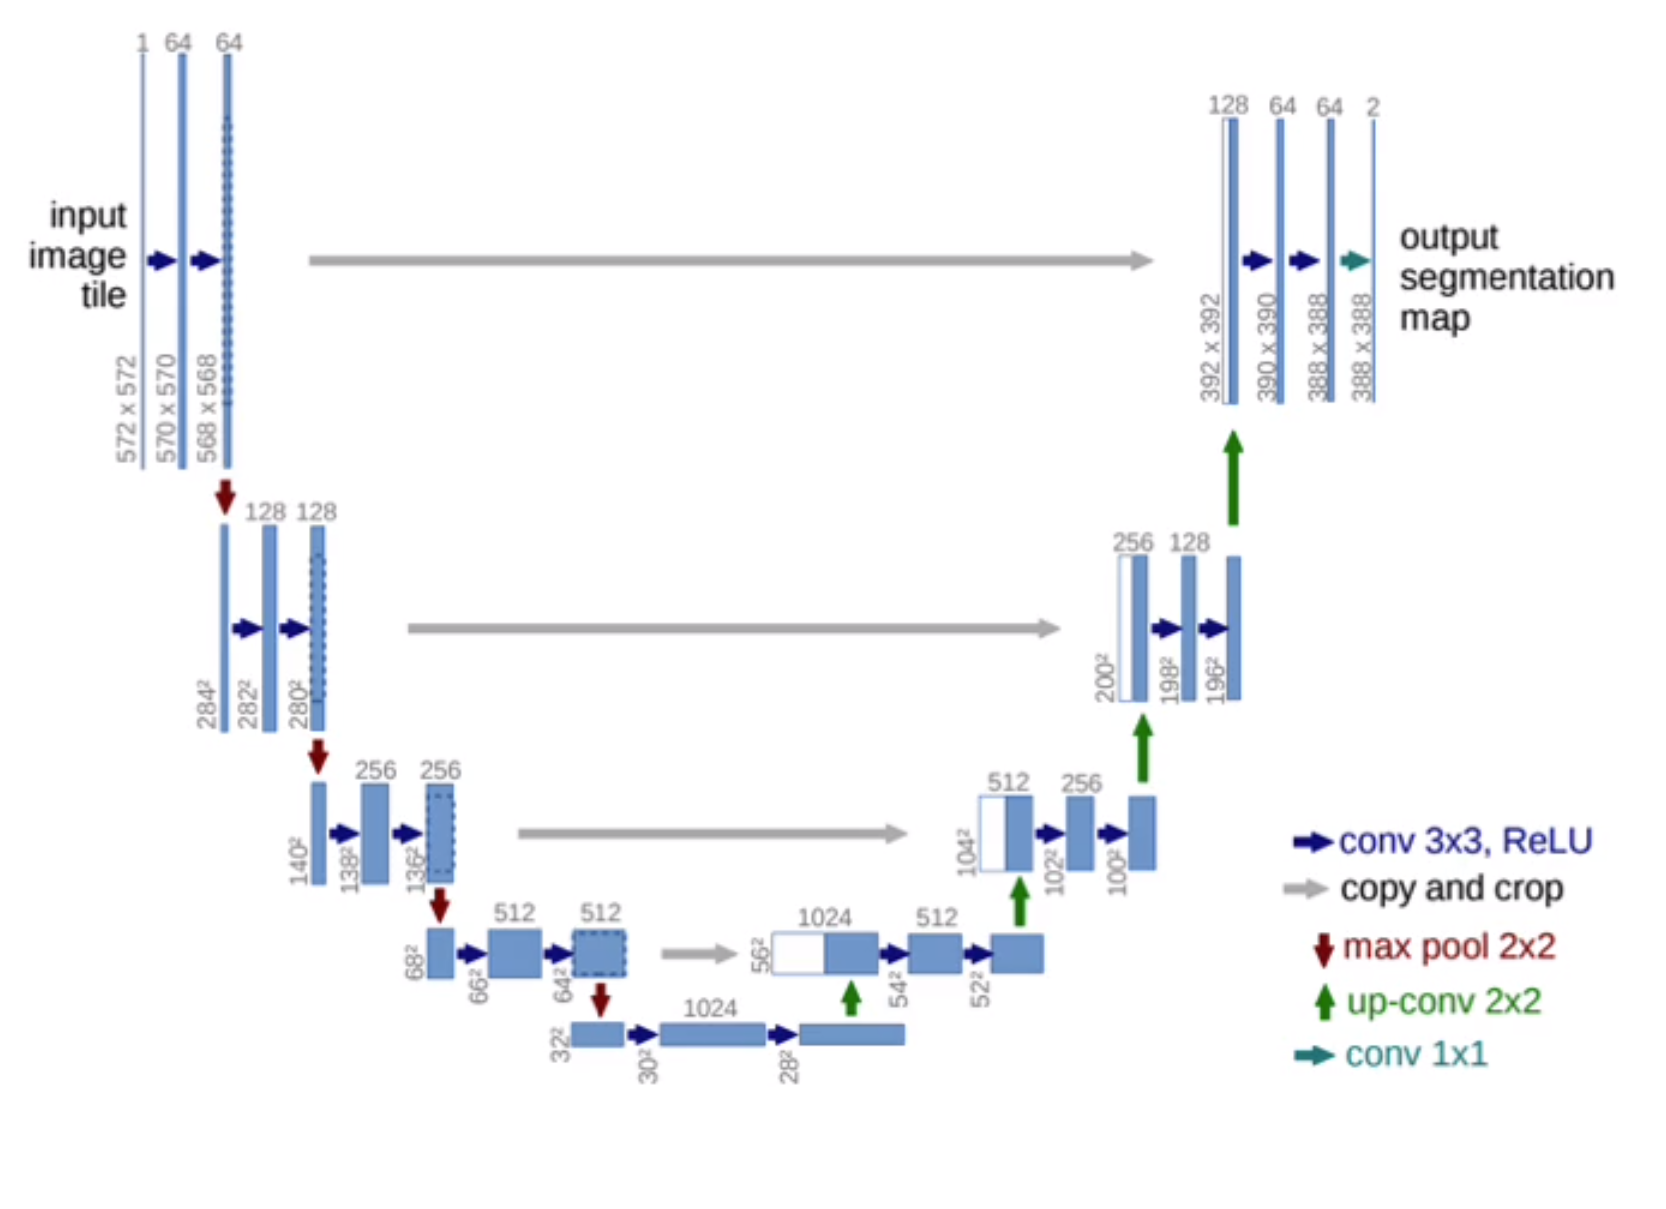 1 64 64
input
image
tile
572 x 572
570 x 570
568 x 568
128 64 64 2
392 x 392
390 x 390
388 x 388
388 x 388
output
segmentation
map
128 128
284²
282²
280²
256 128
200²
198²
196²
256 256
140²
138²
136²
512 256
104²
102²
100²
512 512
68²
66²
64²
1024 512
56²
54²
52²
1024
32²
30²
28²
conv 3x3, ReLU
copy and crop
max pool 2x2
up-conv 2x2
conv 1x1